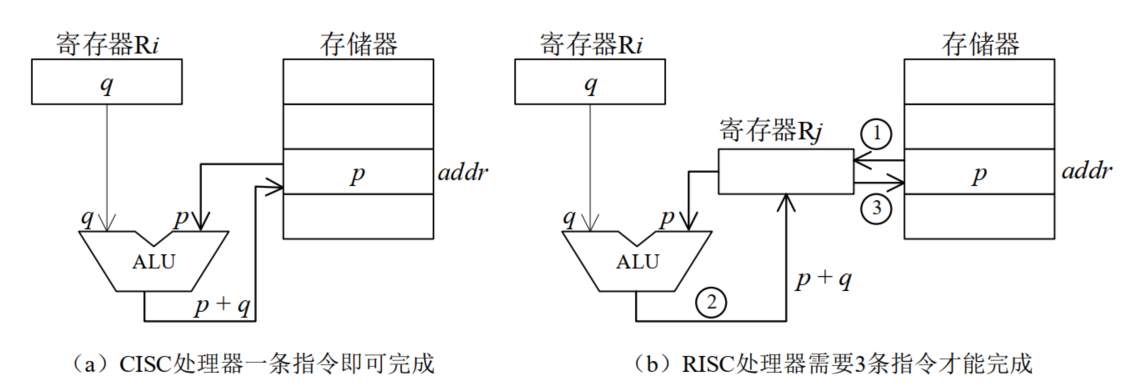 寄存器Ri
存储器
q
p
addr
q
p
ALU
p + q
（a）CISC处理器一条指令即可完成
寄存器Ri
存储器
q
寄存器Rj
①
p
addr
③
q
p
ALU
p + q
②
（b）RISC处理器需要3条指令才能完成